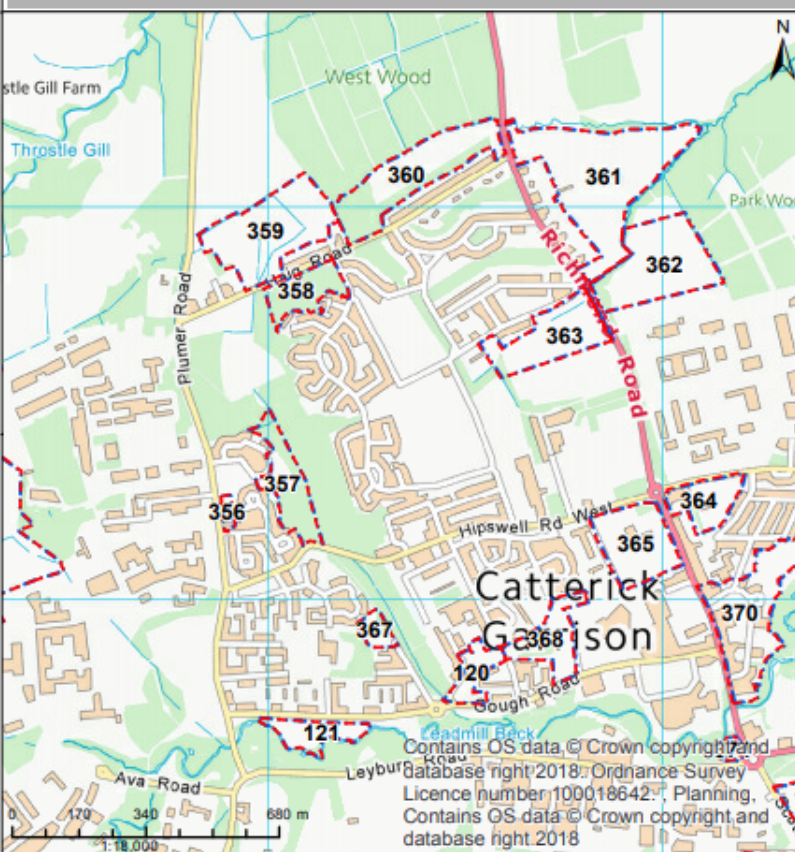 N
West Wood
stle Gill Farm
Throstle Gill
360
361
Park Woo
359
Richmond Road
362
Haig Road
358
Plumer Road
363
357
364
356
Hipswell Rd West
365
Catterick
Garrison
370
367
368
120
Gough Road
121
Leadmill Beck
Ava Road
Leyburn Road
Contains OS data © Crown copyright and
database right 2018. Ordnance Survey
Licence number 100018642. , Planning,
Contains OS data © Crown copyright and
database right 2018
0 170 340 680 m
1:18,000